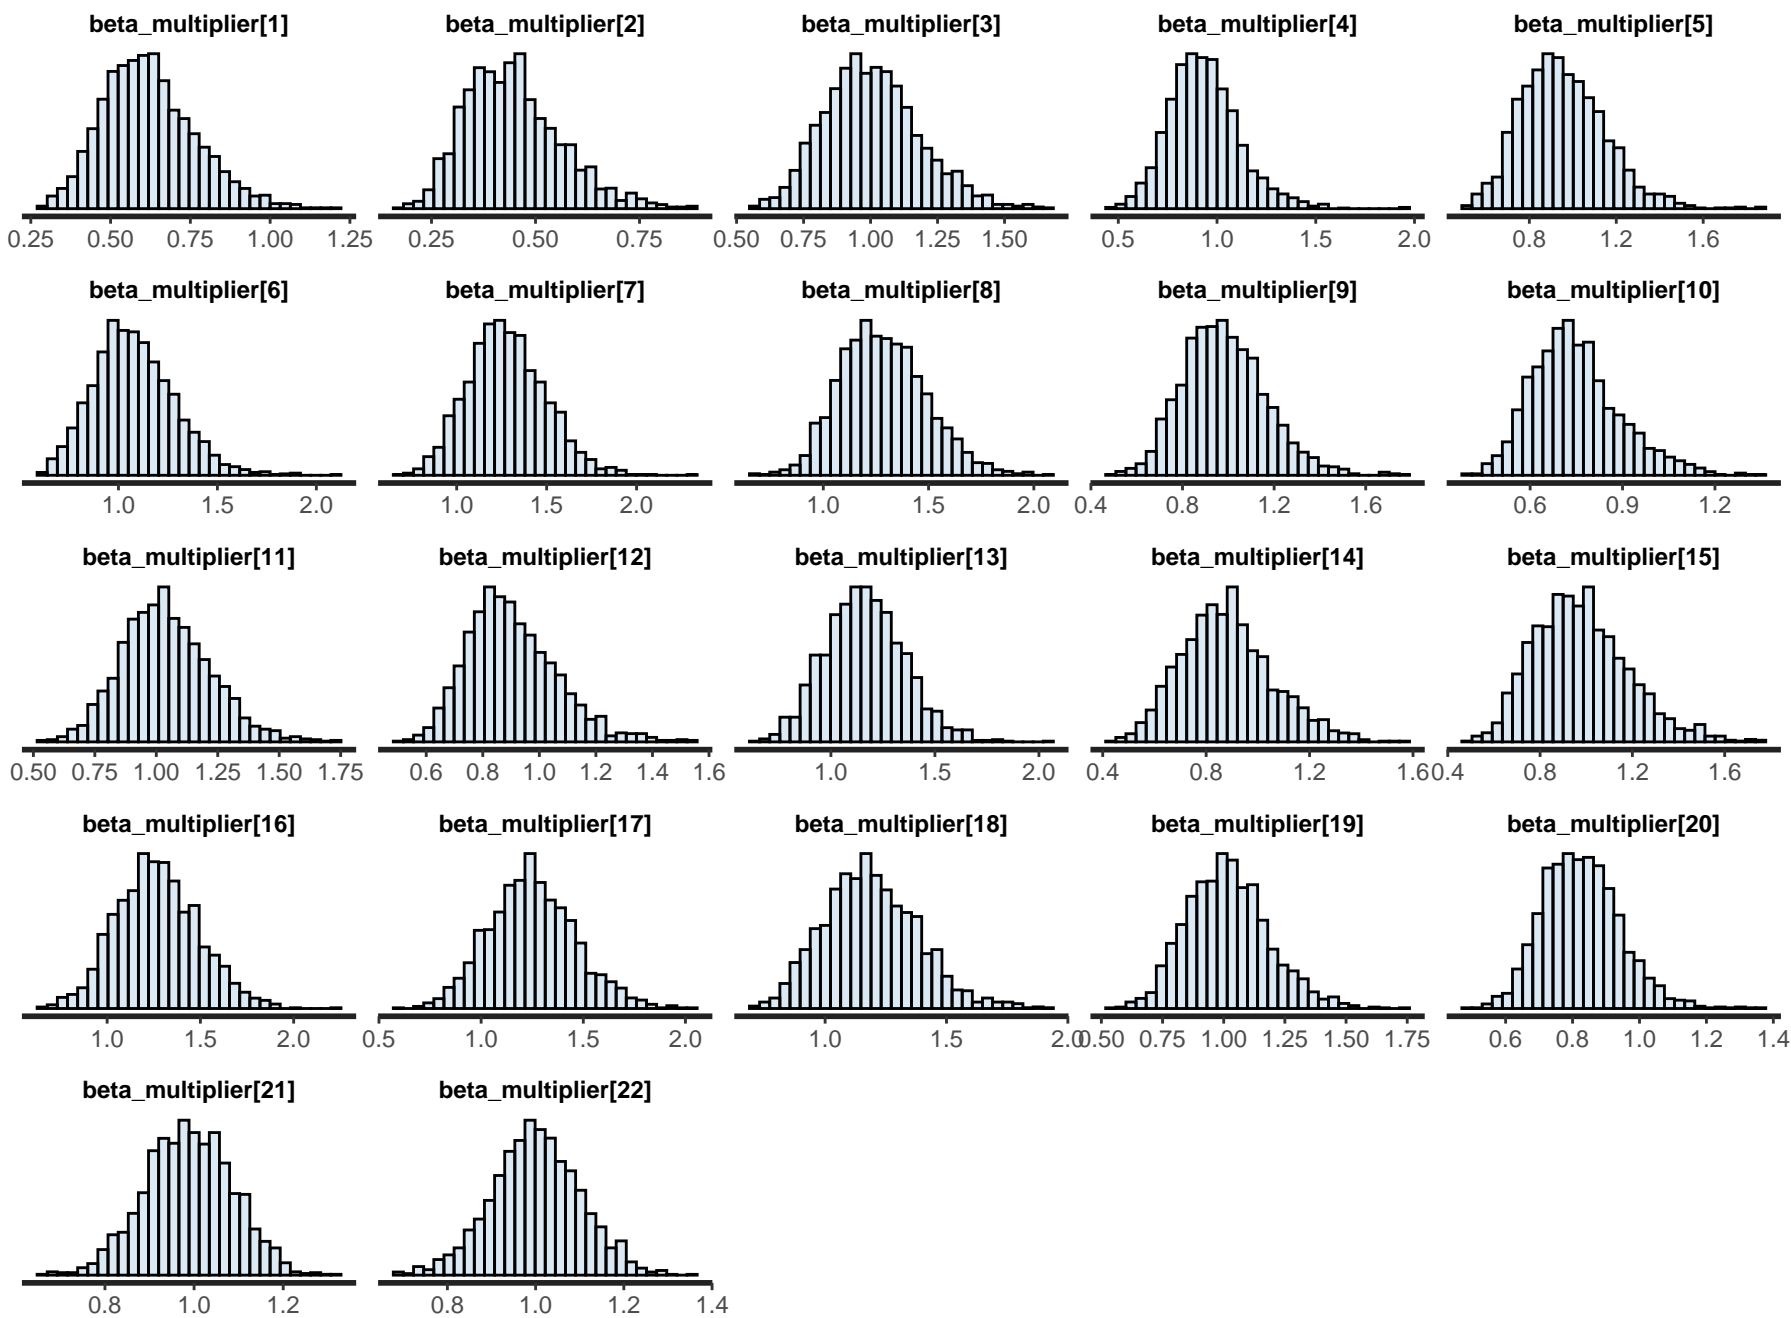 beta_multiplier[1] beta_multiplier[2] beta_multiplier[3] beta_multiplier[4] beta_multiplier[5]
0.25 0.50 0.75 1.00 1.25 0.25 0.50 0.75 0.50 0.75 1.00 1.25 1.50 0.5 1.0 1.5 2.0 0.8 1.2 1.6
beta_multiplier[6] beta_multiplier[7] beta_multiplier[8] beta_multiplier[9] beta_multiplier[10]
1.0 1.5 2.0 1.0 1.5 2.0 1.0 1.5 2.0 0.4 0.8 1.2 1.6 0.6 0.9 1.2
beta_multiplier[11] beta_multiplier[12] beta_multiplier[13] beta_multiplier[14] beta_multiplier[15]
0.50 0.75 1.00 1.25 1.50 1.75 0.6 0.8 1.0 1.2 1.4 1.6 1.0 1.5 2.0 0.4 0.8 1.2 1.6 0.4 0.8 1.2 1.6
beta_multiplier[16] beta_multiplier[17] beta_multiplier[18] beta_multiplier[19] beta_multiplier[20]
1.0 1.5 2.0 0.5 1.0 1.5 2.0 1.0 1.5 2.0 0.50 0.75 1.00 1.25 1.50 1.75 0.6 0.8 1.0 1.2 1.4
beta_multiplier[21] beta_multiplier[22]
0.8 1.0 1.2 0.8 1.0 1.2 1.4